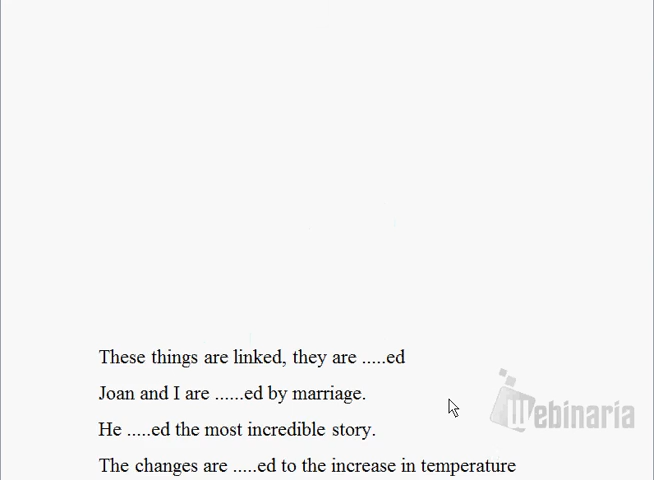 These things are linked, they are .....ed
Joan and I are ......ed by marriage.
Webinaria
He .....ed the most incredible story.
The changes are .....ed to the increase in temperature